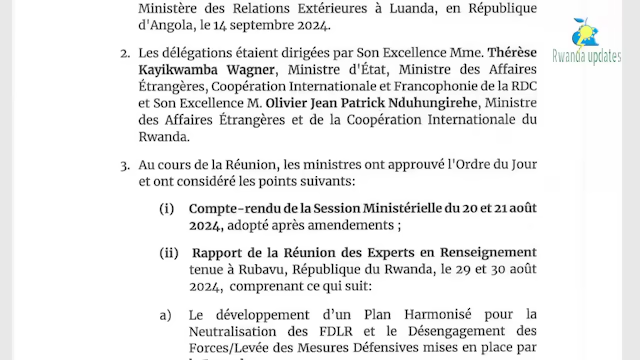 Ministère des Relations Extérieures à Luanda, en République
d'Angola, le 14 septembre 2024.
2. Les délégations étaient dirigées par Son Excellence Mme. Thérèse
Kayikwamba Wagner, Ministre d'État, Ministre des Affaires
Étrangères, Coopération Internationale et Francophonie de la RDC
et Son Excellence M. Olivier Jean Patrick Nduhungirehe, Ministre
des Affaires Étrangères et de la Coopération Internationale du
Rwanda.
3. Au cours de la Réunion, les ministres ont approuvé l'Ordre du Jour
et ont considéré les points suivants:
(i) Compte-rendu de la Session Ministérielle du 20 et 21 août
2024, adopté après amendements ;
(ii) Rapport de la Réunion des Experts en Renseignement
tenue à Rubavu, République du Rwanda, le 29 et 30 août
2024, comprenant ce qui suit:
a) Le développement d'un Plan Harmonisé pour la
Neutralisation des FDLR et le Désengagement des
Forces/Levée des Mesures Défensives mises en place par
Rwanda updates